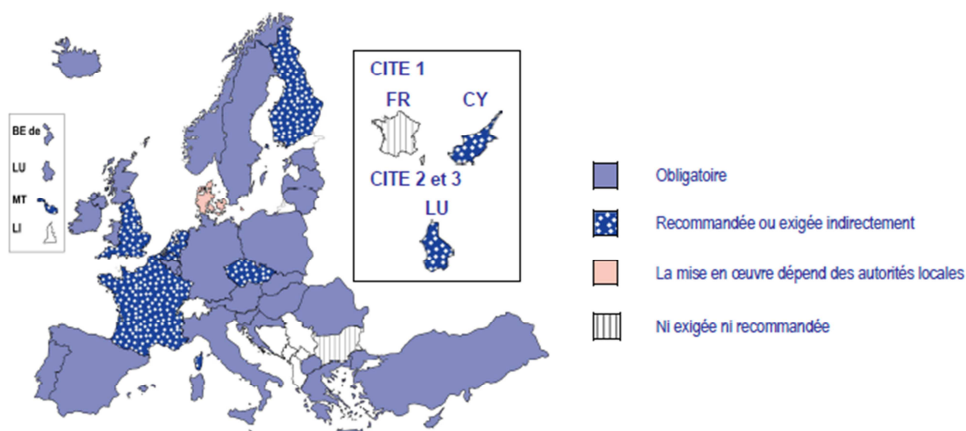 CITE 1
FR CY
CITE 2 et 3
LU
BE de
LU
MT
LI
Obligatoire
Recommandée ou exigée indirectement
La mise en œuvre dépend des autorités locales
Ni exigée ni recommandée